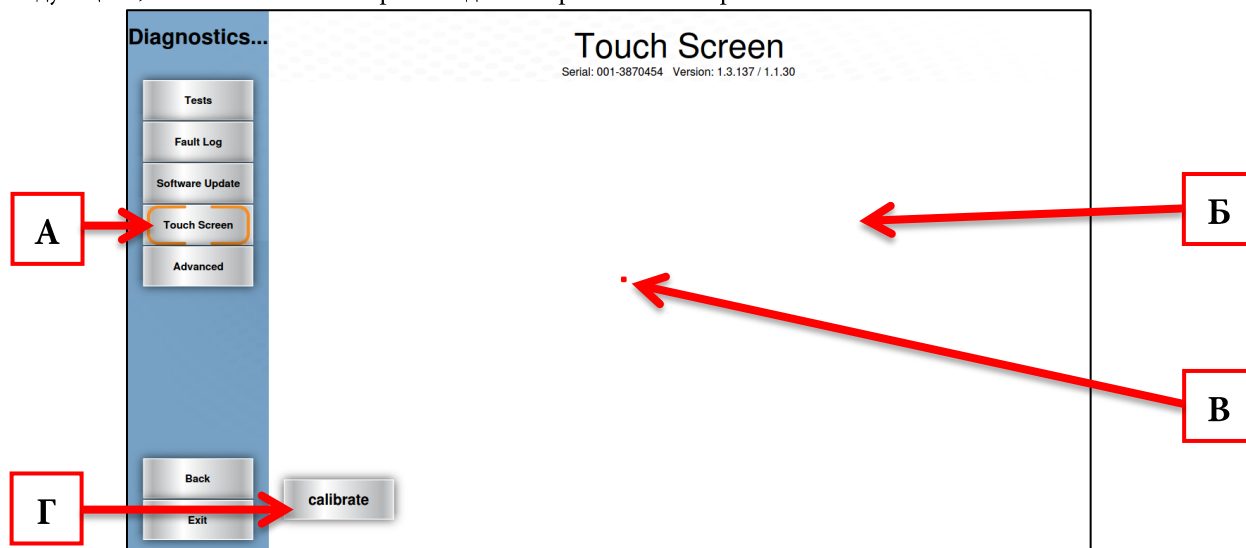 Diagnostics...
Touch Screen
Serial: 001-3870454 Version: 1.3.137 / 1.1.30
Tests
Fault Log
Software Update
Touch Screen
Advanced
А
Б
В
Back
Exit
calibrate
Г